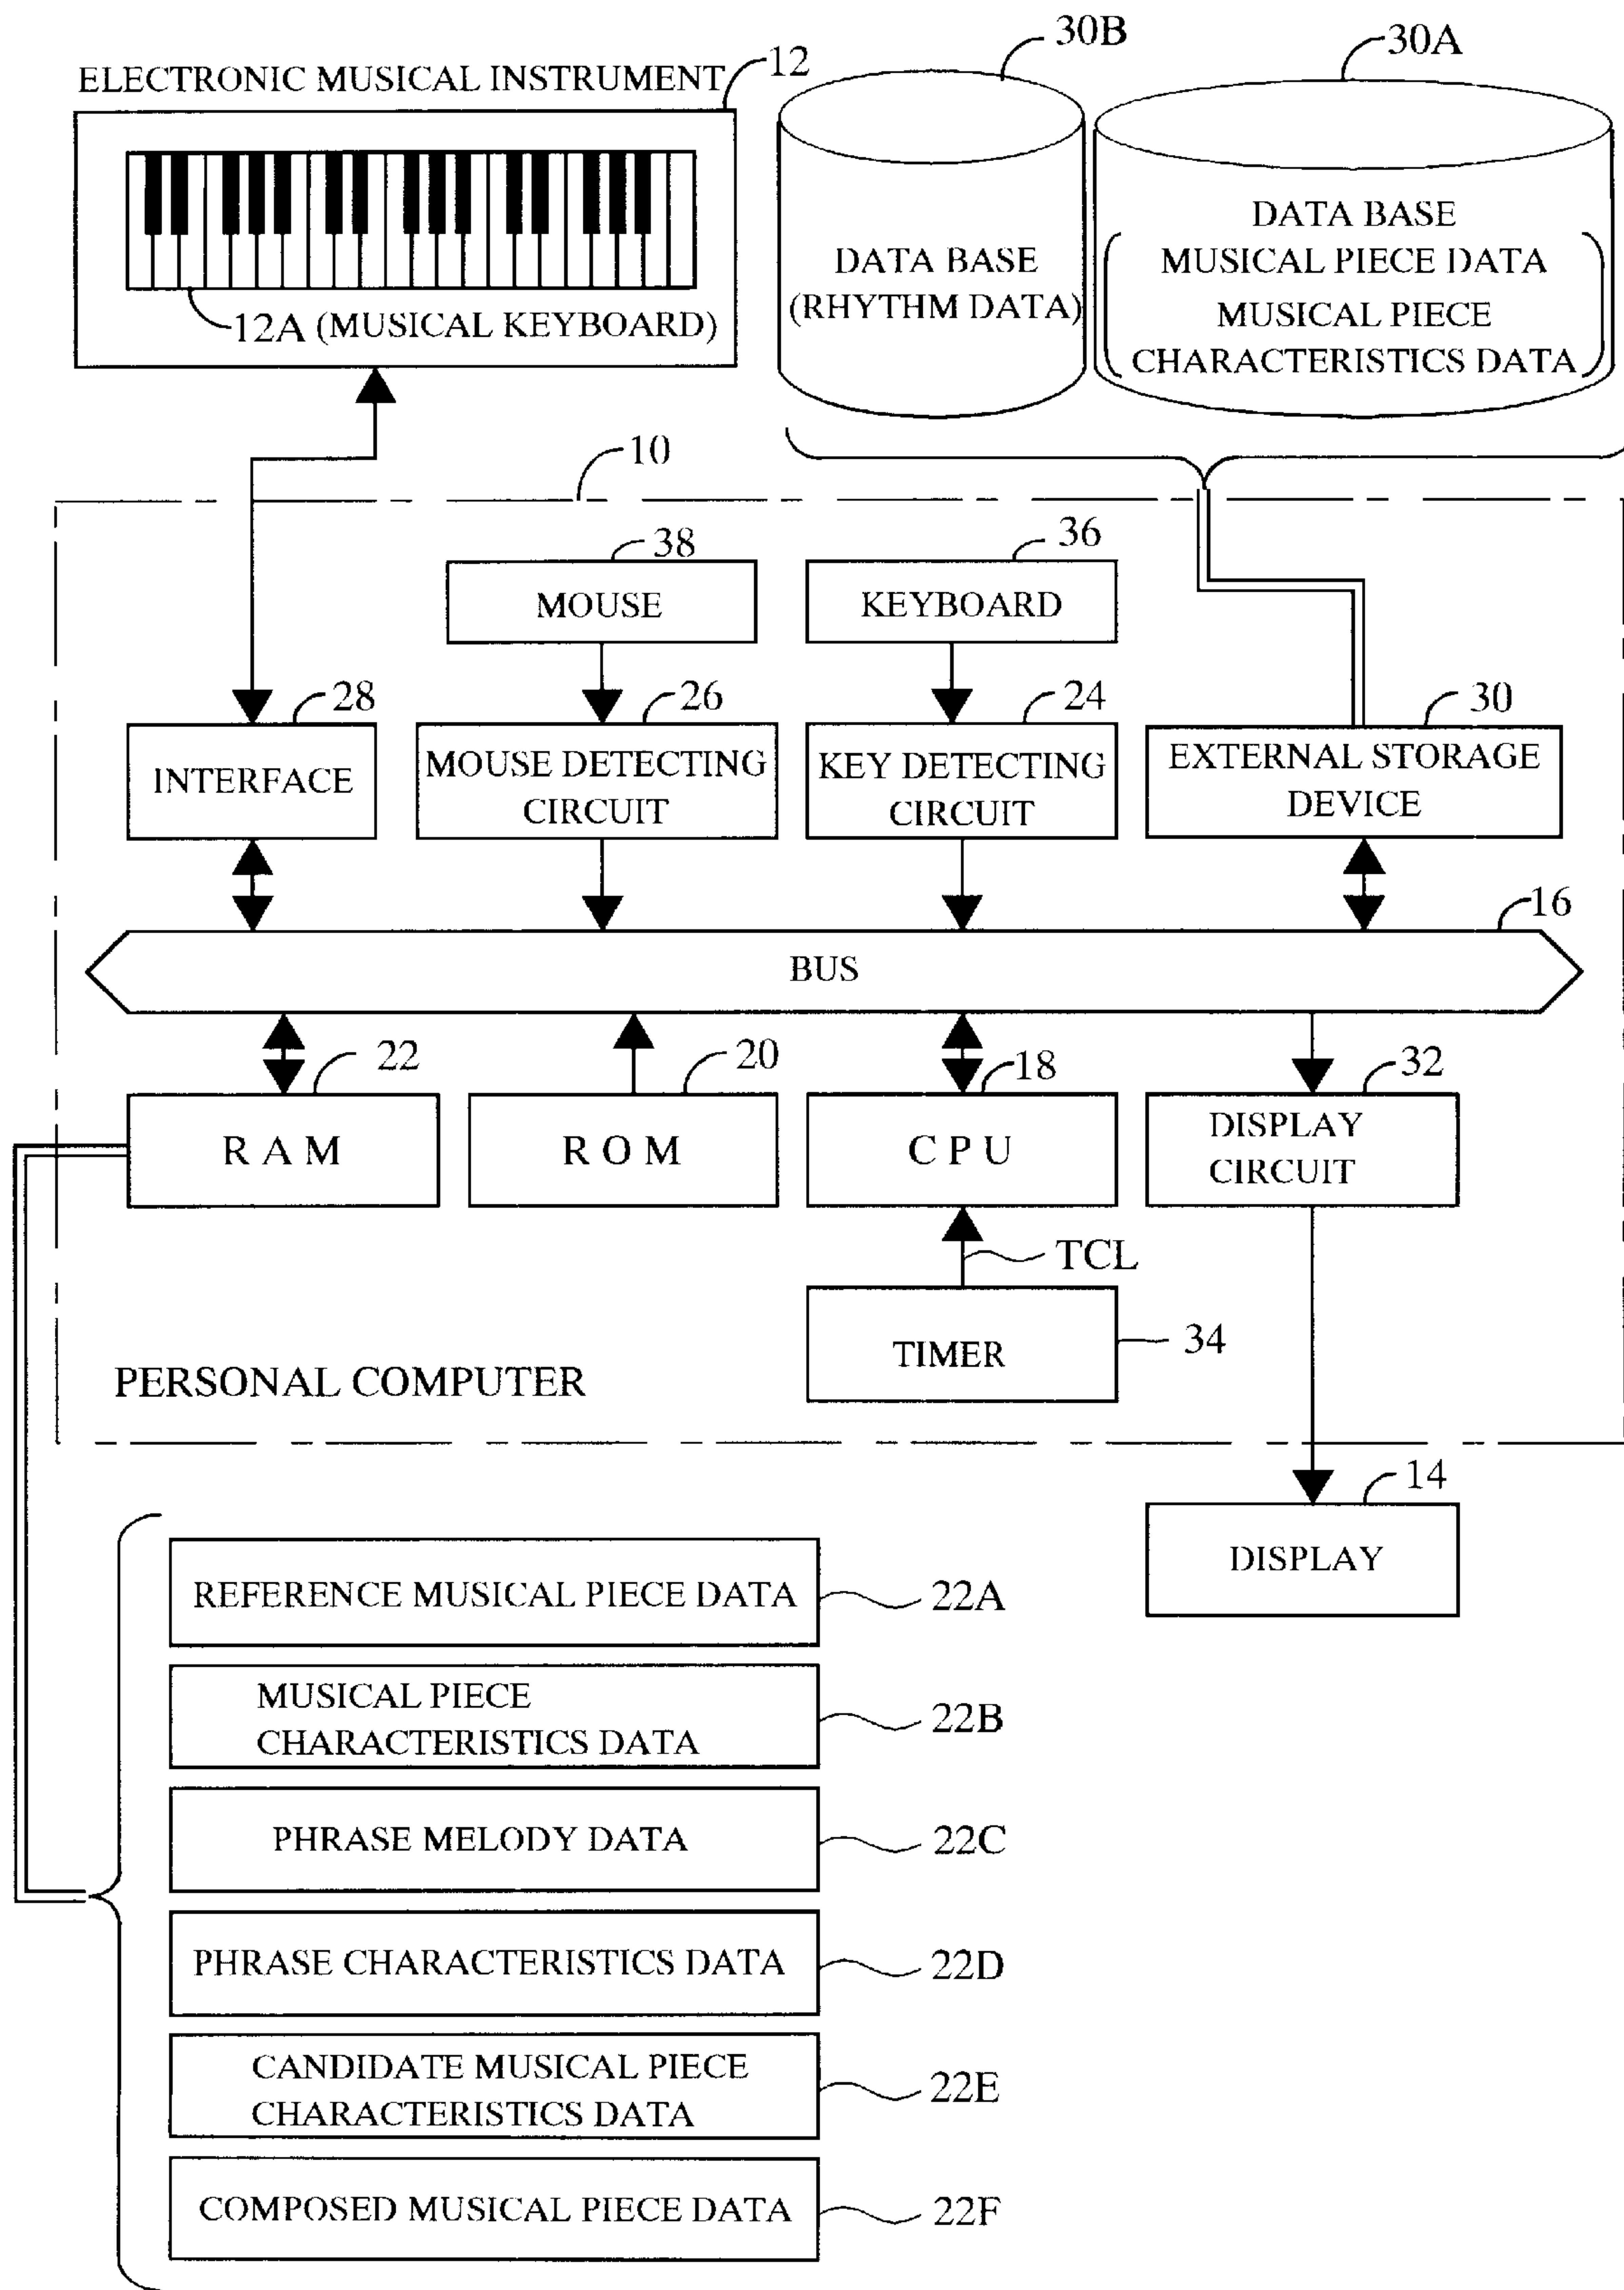 30B
30A
12
ELECTRONIC MUSICAL INSTRUMENT
12A (MUSICAL KEYBOARD)
DATA BASE
(RHYTHM DATA)
DATA BASE
MUSICAL PIECE DATA
MUSICAL PIECE
CHARACTERISTICS DATA
10
38
MOUSE
36
KEYBOARD
28
INTERFACE
26
MOUSE DETECTING
CIRCUIT
24
KEY DETECTING
CIRCUIT
30
EXTERNAL STORAGE
DEVICE
16
BUS
22
RAM
20
ROM
18
CPU
32
DISPLAY
CIRCUIT
TCL
TIMER
34
PERSONAL COMPUTER
14
DISPLAY
REFERENCE MUSICAL PIECE DATA
22A
MUSICAL PIECE
CHARACTERISTICS DATA
22B
PHRASE MELODY DATA
22C
PHRASE CHARACTERISTICS DATA
22D
CANDIDATE MUSICAL PIECE
CHARACTERISTICS DATA
22E
COMPOSED MUSICAL PIECE DATA
22F